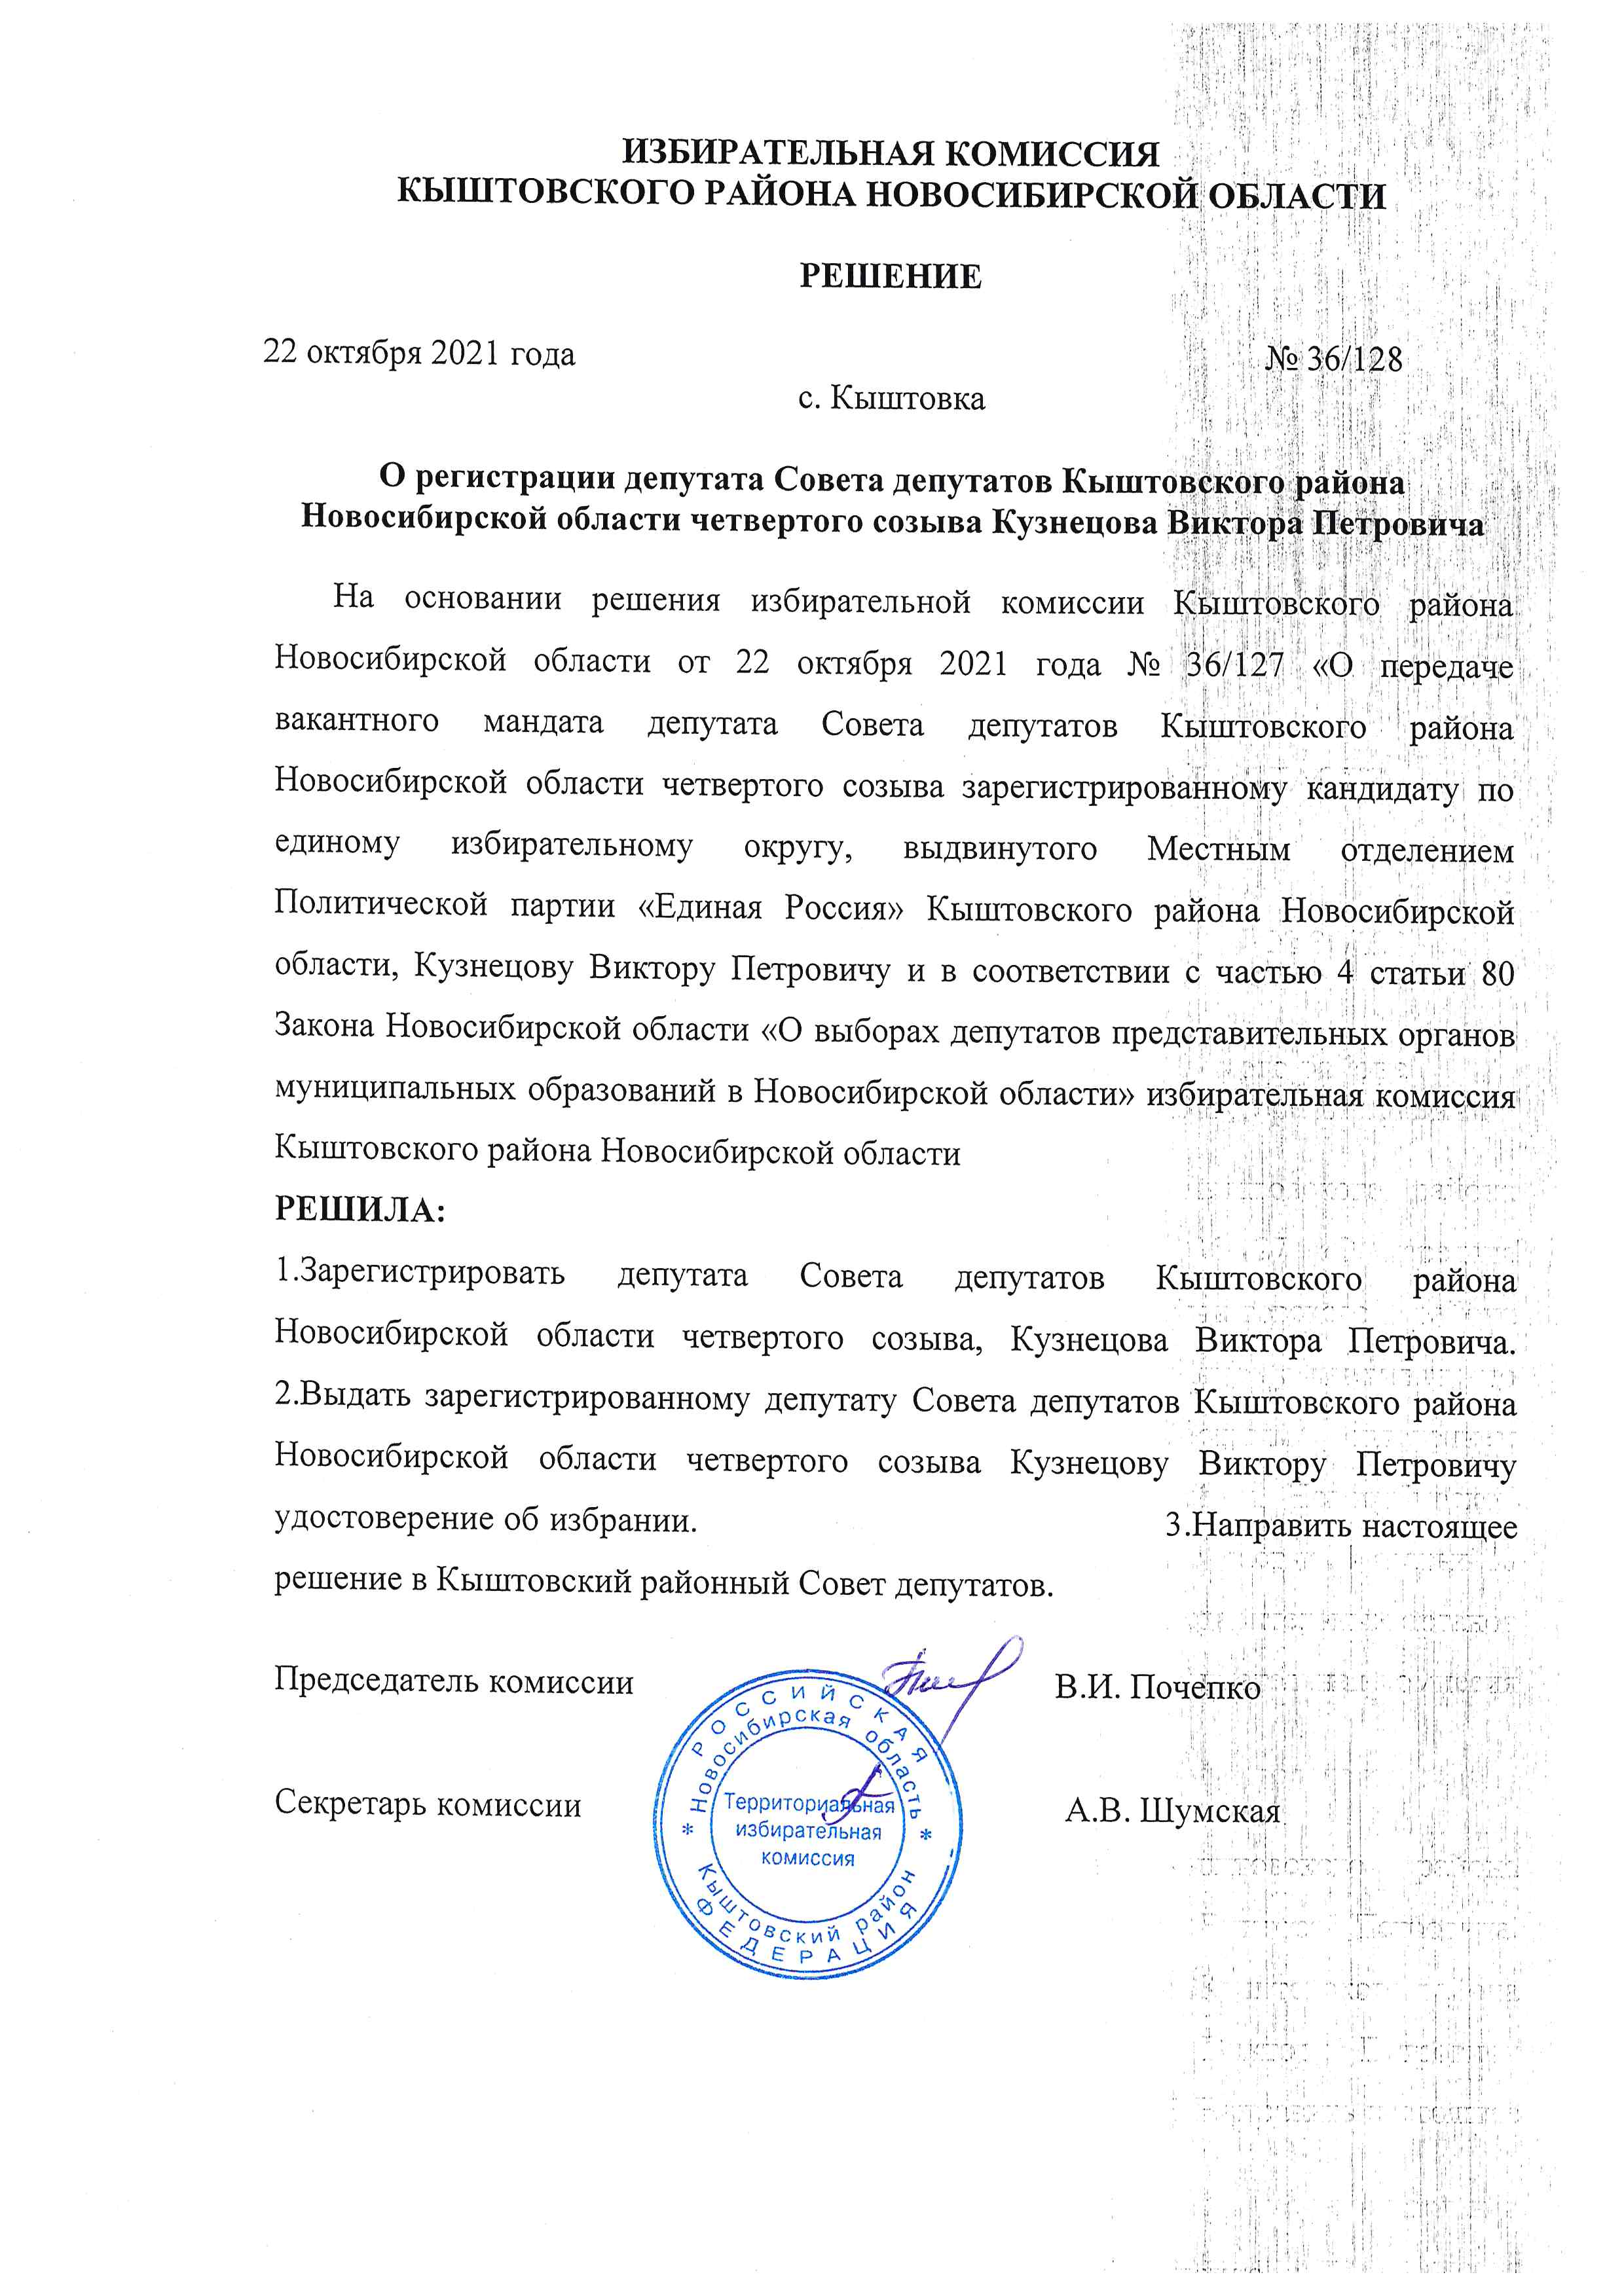 ИЗБИРАТЕЛЬНАЯ КОМИССИЯ
КЫШТОВСКОГО РАЙОНА НОВОСИБИРСКОЙ ОБЛАСТИ
РЕШЕНИЕ
22 октября 2021 года № 36/128
с. Кыштовка
О регистрации депутата Совета депутатов Кыштовского района
Новосибирской области четвертого созыва Кузнецова Виктора Петровича
На основании решения избирательной комиссии Кыштовского района
Новосибирской области от 22 октября 2021 года № 36/127 «О передаче
вакантного мандата депутата Совета депутатов Кыштовского района
Новосибирской области четвертого созыва зарегистрированному кандидату по
единому избирательному округу, выдвинутого Местным отделением
Политической партии «Единая Россия» Кыштовского района Новосибирской
области, Кузнецову Виктору Петровичу и в соответствии с частью 4 статьи 80
Закона Новосибирской области «О выборах депутатов представительных органов
муниципальных образований в Новосибирской области» избирательная комиссия
Кыштовского района Новосибирской области
РЕШИЛА:
1.Зарегистрировать депутата Совета депутатов Кыштовского района
Новосибирской области четвертого созыва, Кузнецова Виктора Петровича.
2.Выдать зарегистрированному депутату Совета депутатов Кыштовского района
Новосибирской области четвертого созыва Кузнецову Виктору Петровичу
удостоверение об избрании. 3.Направить настоящее
решение в Кыштовский районный Совет депутатов.
Председатель комиссии В.И. Почепко
Секретарь комиссии А.В. Шумская
РОССИЙСКАЯ
ФЕДЕРАЦИЯ
* Новосибирская область *
Кыштовский район
Территориальная
избирательная
комиссия